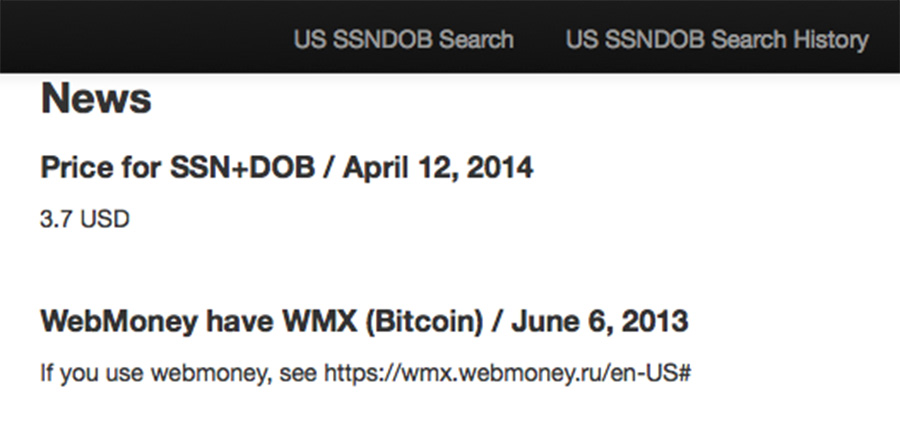 US SSNDOB Search US SSNDOB Search History
News
Price for SSN+DOB / April 12, 2014
3.7 USD
WebMoney have WMX (Bitcoin) / June 6, 2013
If you use webmoney, see https://wmx.webmoney.ru/en-US#